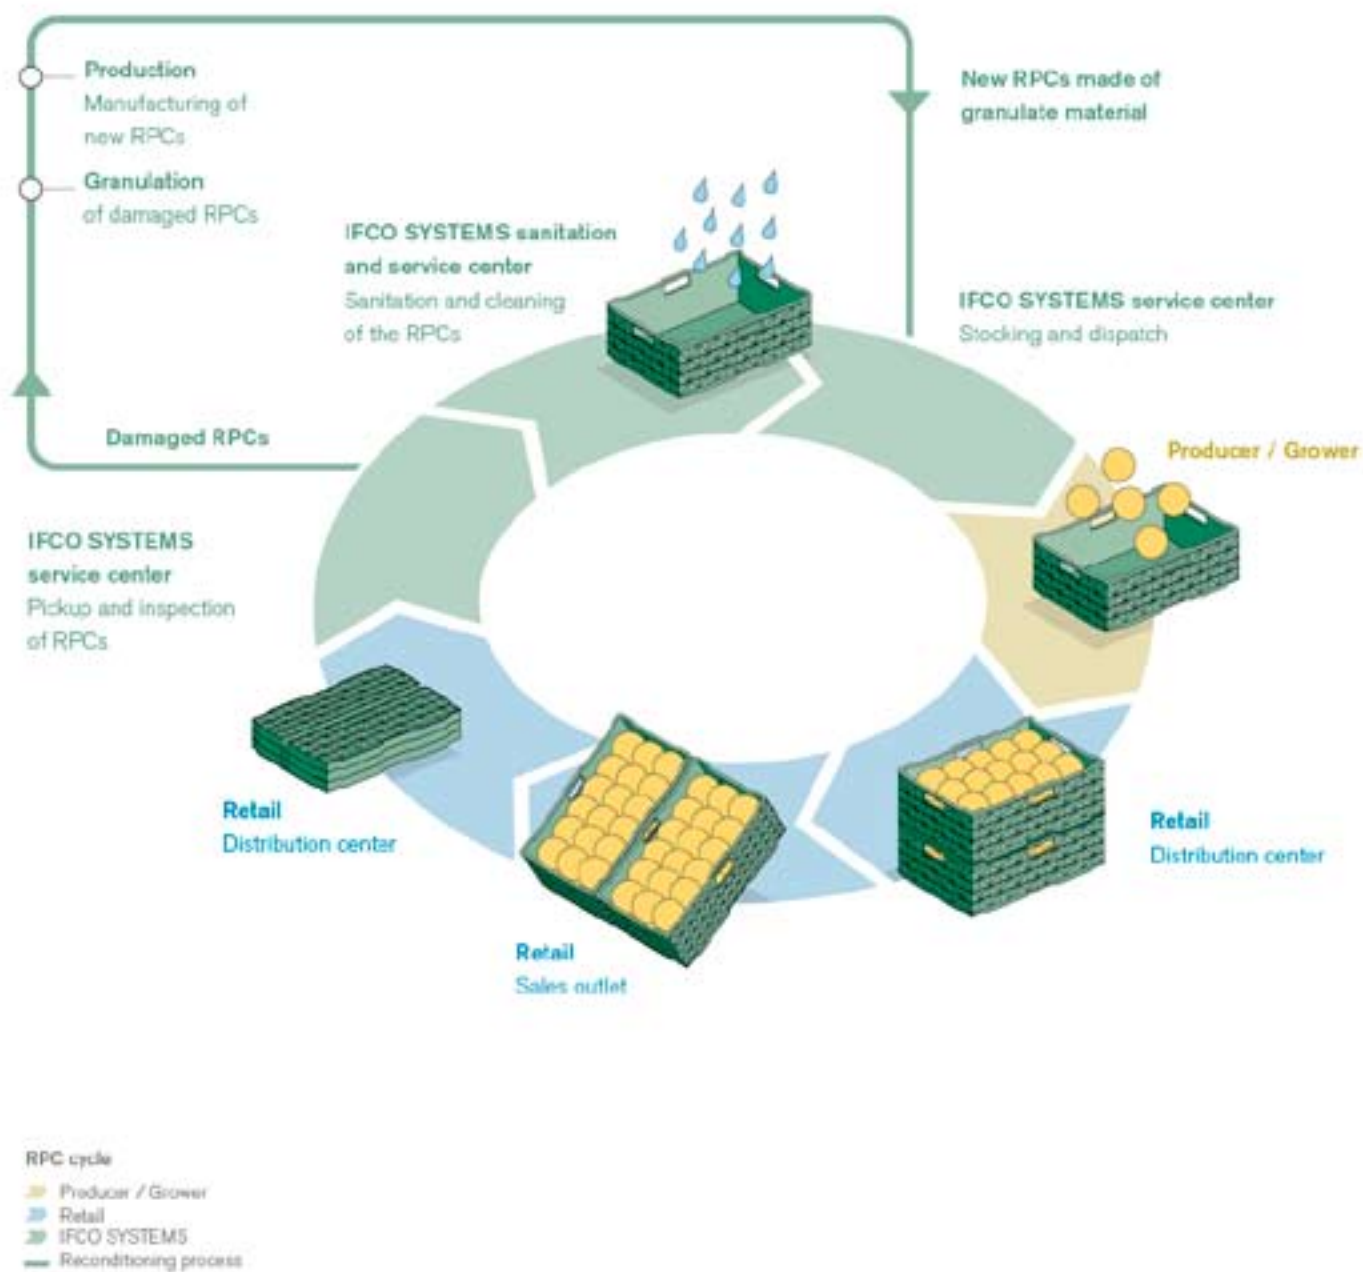 Production
Manufacturing of
new RPCs
Granulation
of damaged RPCs
New RPCs made of
granulate material
IFCO SYSTEMS sanitation
and service center
Sanitation and cleaning
of the RPCs
IFCO SYSTEMS service center
Stocking and dispatch
Damaged RPCs
Producer / Grower
IFCO SYSTEMS
service center
Pickup and inspection
of RPCs
Retail
Distribution center
Retail
Distribution center
Retail
Sales outlet
RPC cycle
Producer / Grower
Retail
IFCO SYSTEMS
Reconditioning process